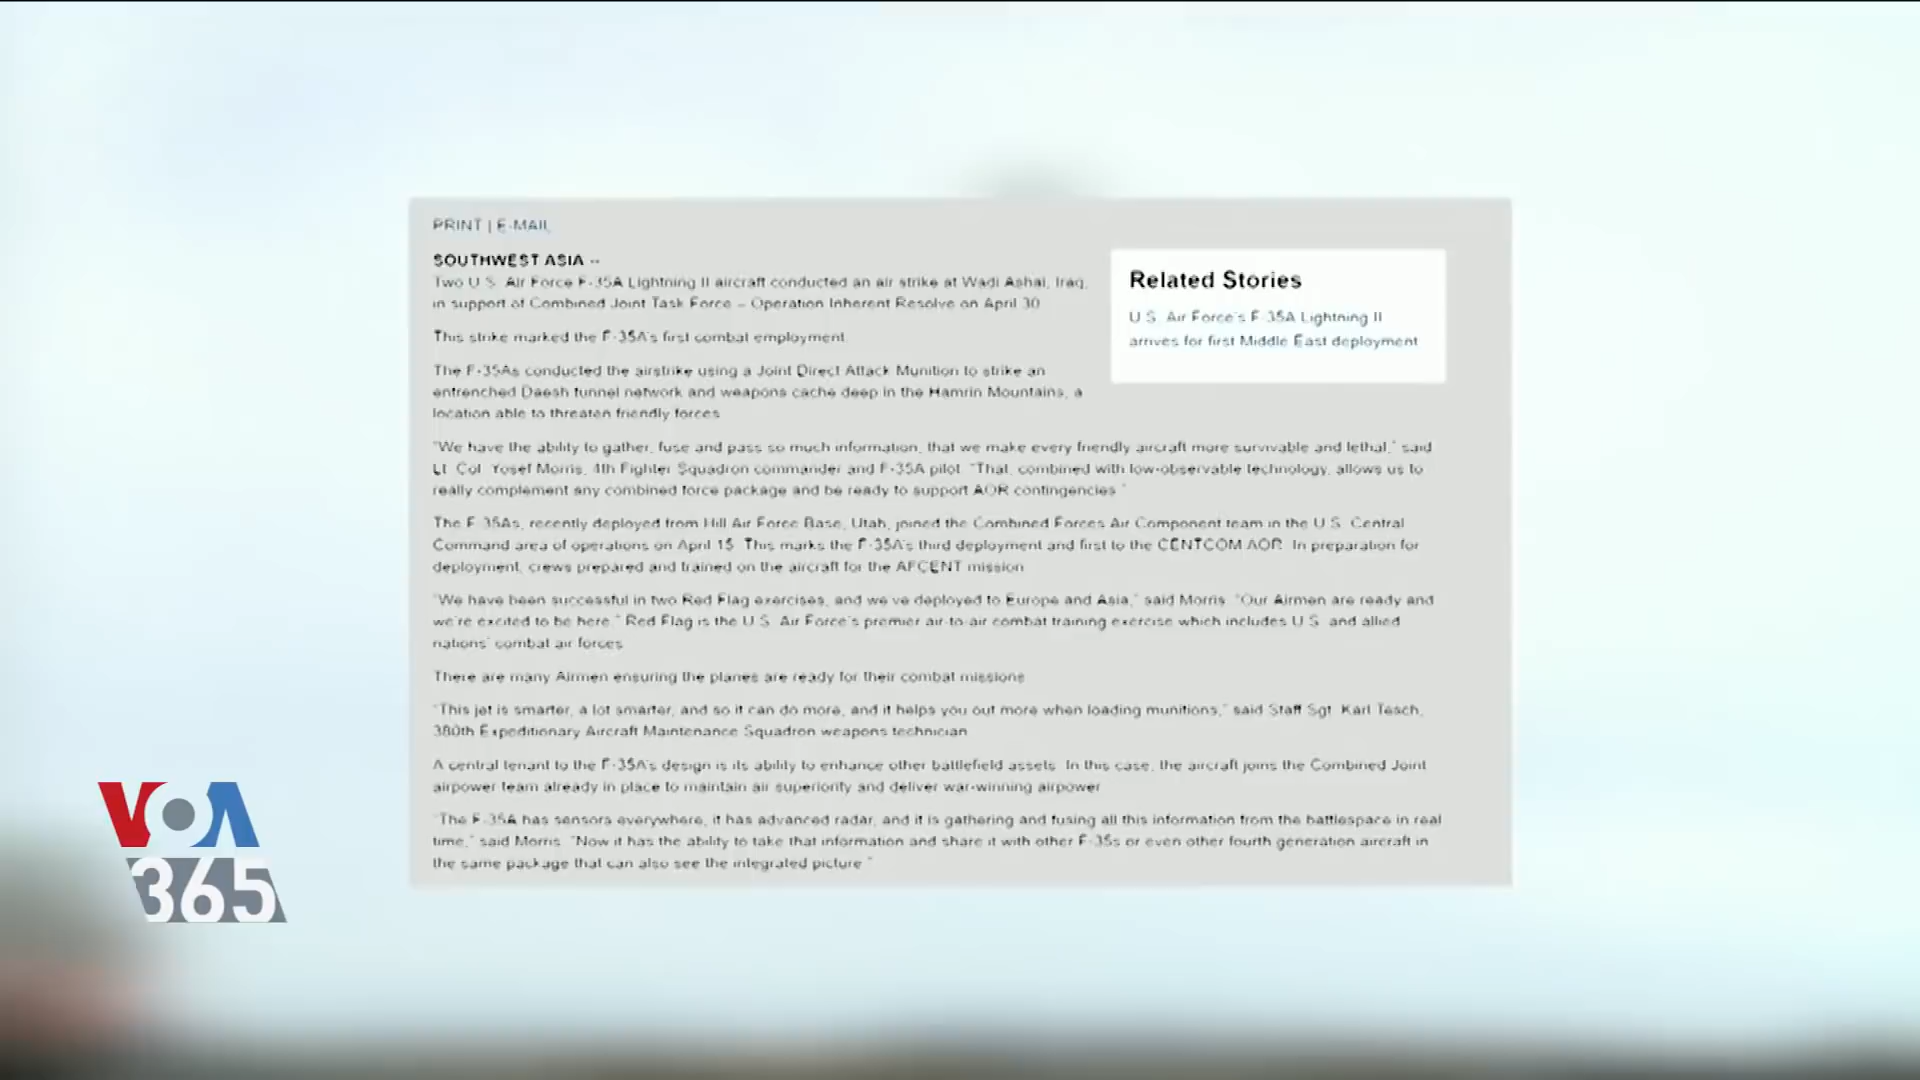 PRINT | E-MAIL
SOUTHWEST ASIA --
Two U.S. Air Force F-35A Lightning II aircraft conducted an air strike at Wadi Ashai, Iraq,
in support of Combined Joint Task Force – Operation Inherent Resolve on April 30.
This strike marked the F-35A's first combat employment.
The F-35As conducted the airstrike using a Joint Direct Attack Munition to strike an
entrenched Daesh tunnel network and weapons cache deep in the Hamrin Mountains, a
location able to threaten friendly forces.
Related Stories
U.S. Air Force's F-35A Lightning II
arrives for first Middle East deployment
"We have the ability to gather, fuse and pass so much information, that we make every friendly aircraft more survivable and lethal," said
Lt. Col. Yosef Morris, 4th Fighter Squadron commander and F-35A pilot. "That, combined with low-observable technology, allows us to
really complement any combined force package and be ready to support AOR contingencies."
The F-35As, recently deployed from Hill Air Force Base, Utah, joined the Combined Forces Air Component team in the U.S. Central
Command area of operations on April 15. This marks the F-35A's third deployment and first to the CENTCOM AOR. In preparation for
deployment, crews prepared and trained on the aircraft for the AFCENT mission.
"We have been successful in two Red Flag exercises, and we've deployed to Europe and Asia," said Morris. "Our Airmen are ready and
we're excited to be here." Red Flag is the U.S. Air Force's premier air-to-air combat training exercise which includes U.S. and allied
nations' combat air forces.
There are many Airmen ensuring the planes are ready for their combat missions.
"This jet is smarter, a lot smarter, and so it can do more, and it helps you out more when loading munitions," said Staff Sgt. Karl Tesch,
380th Expeditionary Aircraft Maintenance Squadron weapons technician.
A central tenant to the F-35A's design is its ability to enhance other battlefield assets. In this case, the aircraft joins the Combined Joint
airpower team already in place to maintain air superiority and deliver war-winning airpower.
"The F-35A has sensors everywhere, it has advanced radar, and it is gathering and fusing all this information from the battlespace in real
time," said Morris. "Now it has the ability to take that information and share it with other F-35s or even other fourth generation aircraft in
the same package that can also see the integrated picture."
VOA
365